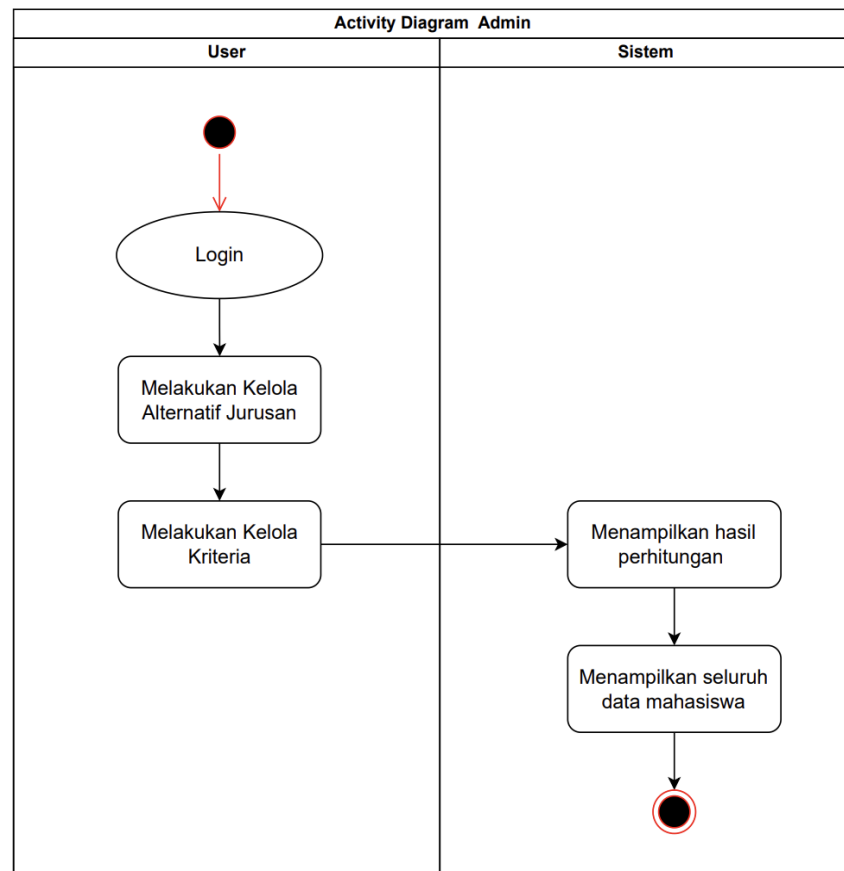 Activity Diagram  Admin
User
Sistem
Login
Melakukan Kelola
Alternatif Jurusan
Melakukan Kelola
Kriteria
Menampilkan hasil
perhitungan
Menampilkan seluruh
data mahasiswa